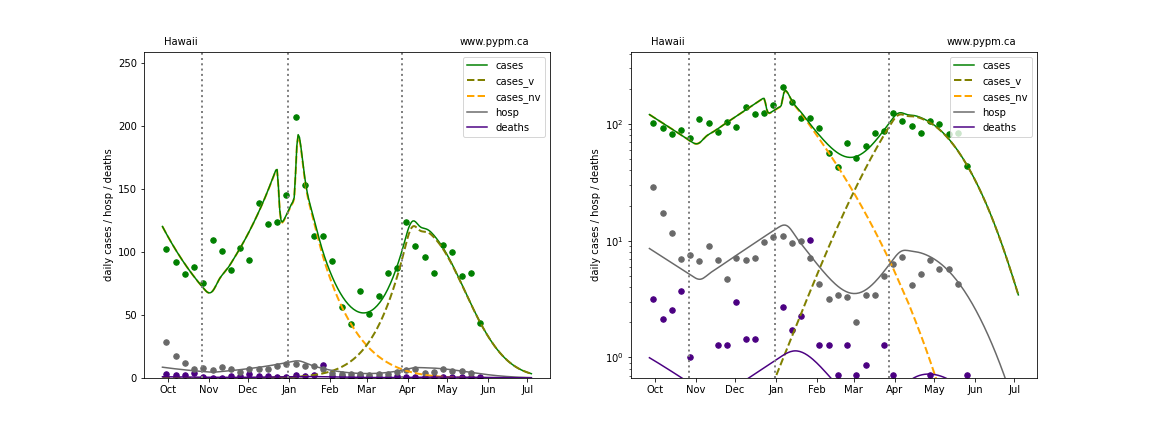 Hawaii www.pypm.ca
250
200
150
100
50
0
daily cases / hosp / deaths
cases
cases_v
cases_nv
hosp
deaths
Oct Nov Dec Jan Feb Mar Apr May Jun Jul
Hawaii www.pypm.ca
10²
10¹
10⁰
daily cases / hosp / deaths
cases
cases_v
cases_nv
hosp
deaths
Oct Nov Dec Jan Feb Mar Apr May Jun Jul